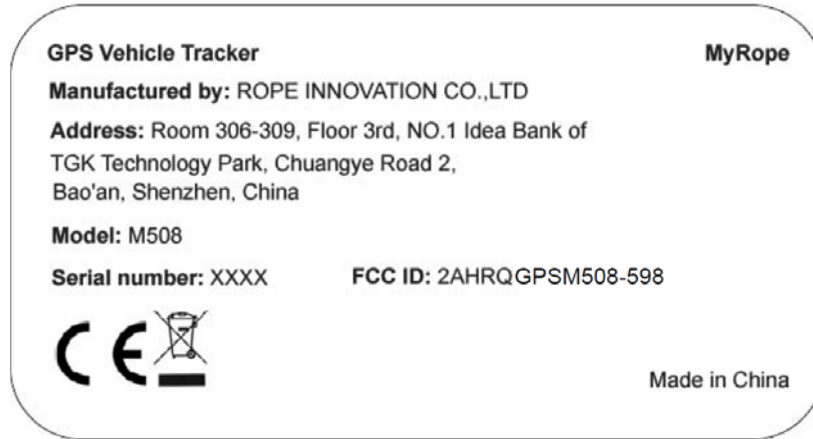 GPS Vehicle Tracker MyRope
Manufactured by: ROPE INNOVATION CO.,LTD
Address: Room 306-309, Floor 3rd, NO.1 Idea Bank of
TGK Technology Park, Chuangye Road 2,
Bao'an, Shenzhen, China
Model: M508
Serial number: XXXX FCC ID: 2AHRQGPSM508-598
CE
Made in China